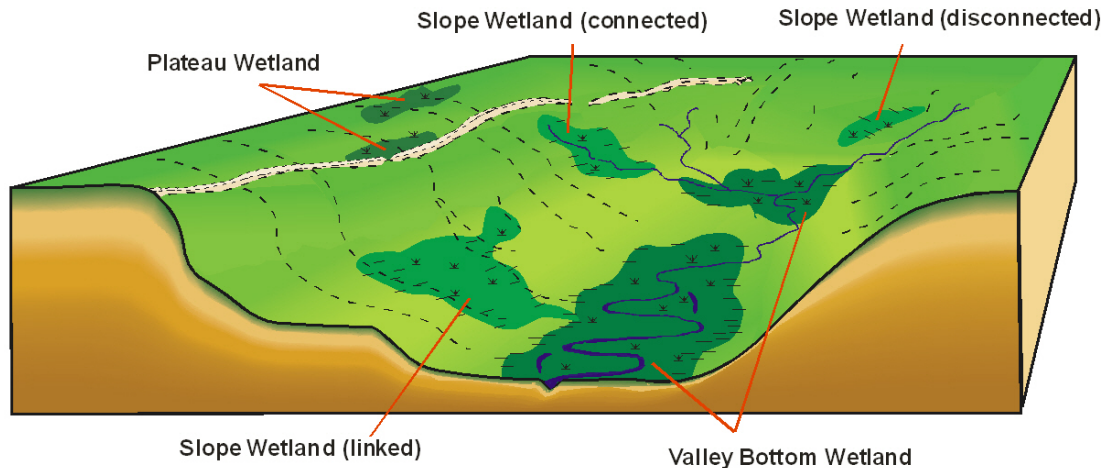 Slope Wetland (connected)
Slope Wetland (disconnected)
Plateau Wetland
Slope Wetland (linked)
Valley Bottom Wetland